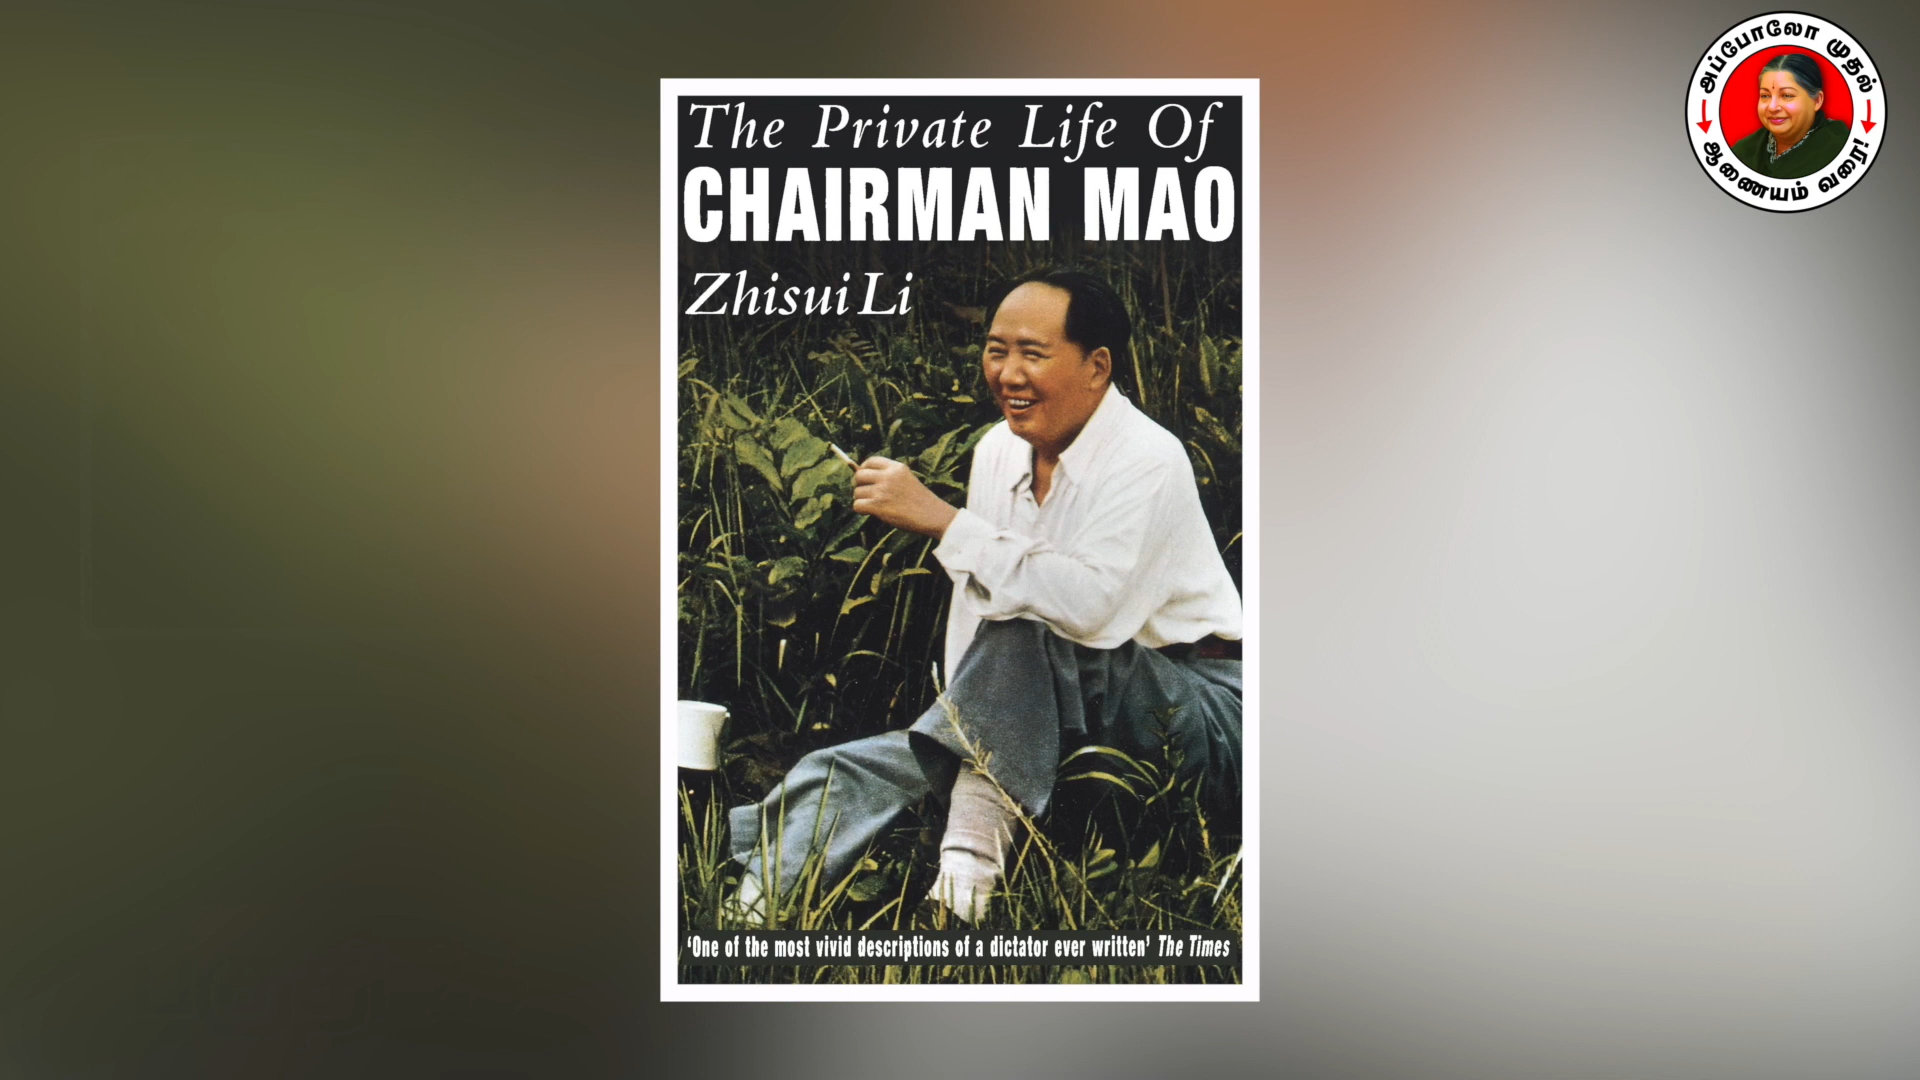 The Private Life Of
CHAIRMAN MAO
Zhisui Li
'One of the most vivid descriptions of a dictator ever written' The Times
அப்போலோ முதல்
ஆணையம் வரை!